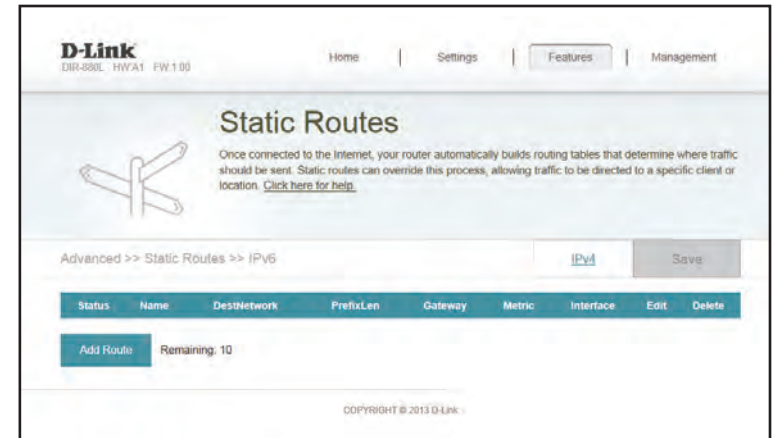 D-Link
DIR-880L HW:A1 FW:1.00
Home | Settings | Features | Management
Static Routes
Once connected to the Internet, your router automatically builds routing tables that determine where traffic
should be sent. Static routes can override this process, allowing traffic to be directed to a specific client or
location. Click here for help.
Advanced >> Static Routes >> IPv6
IPv4
Save
Status Name DestNetwork PrefixLen Gateway Metric Interface Edit Delete
Add Route Remaining: 10
COPYRIGHT © 2013 D-Link